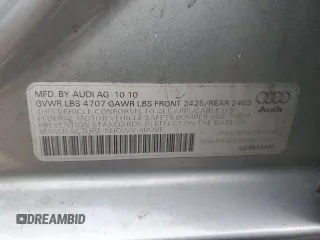 MFD. BY AUDI AG 10 10
GVWR LBS 4707 GAWR LBS FRONT 2425/REAR 2403
THIS VEHICLE CONFORMS TO ALL APPLICABLE U.S.
FEDERAL MOTOR VEHICLE SAFETY, BUMPER AND THEFT
PREVENTION STANDARDS IN EFFECT ON THE DATE OF
MANUFACTURE SHOWN ABOVE
Audi
GERMANY
DREAMBID